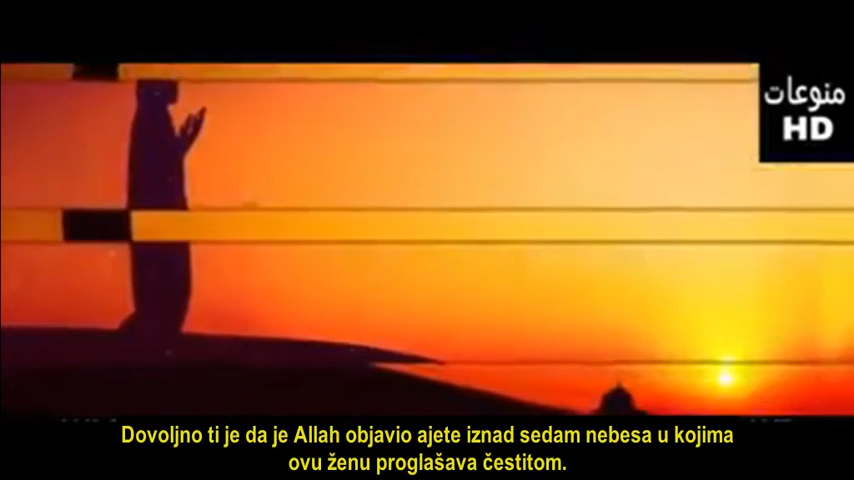 منوعات
HD
Dovoljno ti je da je Allah objavio ajete iznad sedam nebesa u kojima
ovu ženu proglašava čestitom.